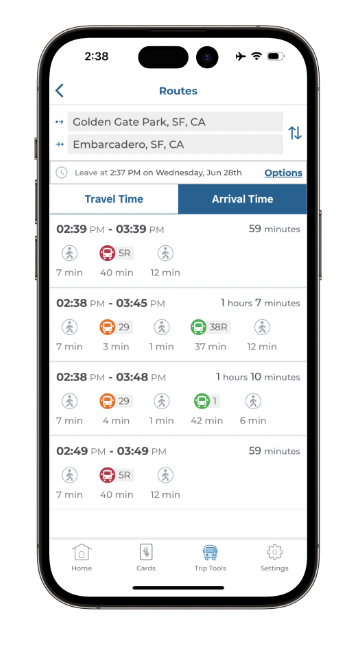 2:38
Routes
Golden Gate Park, SF, CA
Embarcadero, SF, CA
Leave at 2:37 PM on Wednesday, Jun 28th Options
Travel Time Arrival Time
02:39 PM - 03:39 PM 59 minutes
5R
7 min 40 min 12 min
02:38 PM - 03:45 PM 1 hours 7 minutes
29 38R
7 min 3 min 1 min 37 min 12 min
02:38 PM - 03:48 PM 1 hours 10 minutes
29 1
7 min 4 min 1 min 42 min 6 min
02:49 PM - 03:49 PM 59 minutes
5R
7 min 40 min 12 min
Home Cards Trip Tools Settings